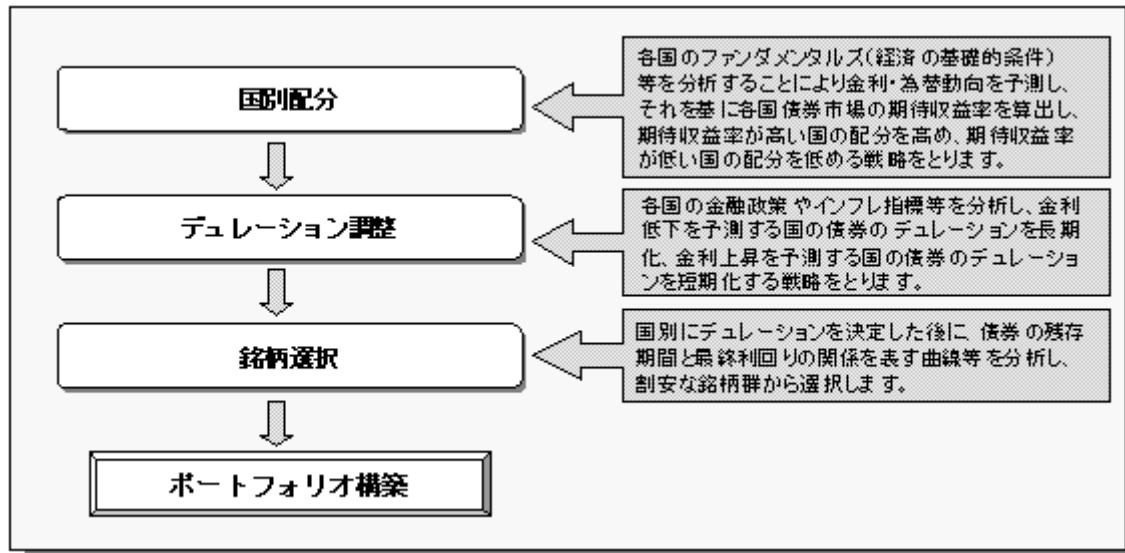 国別配分
各国のファンダメンタルズ(経済の基礎的条件)
等を分析することにより金利・為替動向を予測し、
それを基に各国債券市場の期待収益率を算出し、
期待収益率が高い国の配分を高め、期待収益率
が低い国の配分を低める戦略をとります。
デュレーション調整
各国の金融政策やインフレ指標等を分析し、金利
低下を予測する国の債券のデュレーションを長期
化、金利上昇を予測する国の債券のデュレーショ
ンを短期化する戦略をとります。
銘柄選択
国別にデュレーションを決定した後に、債券の残存
期間と最終利回りの関係を表す曲線等を分析し、
割安な銘柄群から選択します。
ポートフォリオ構築